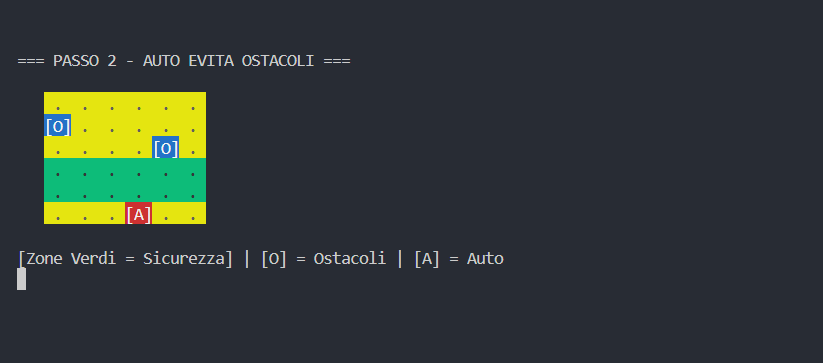 === PASSO 2 - AUTO EVITA OSTACOLI ===
. . . . . .
[O] . . . . .
. . . . [O] .
. . . . . .
. . . . . .
. . . [A] . .
[Zone Verdi = Sicurezza] | [O] = Ostacoli | [A] = Auto